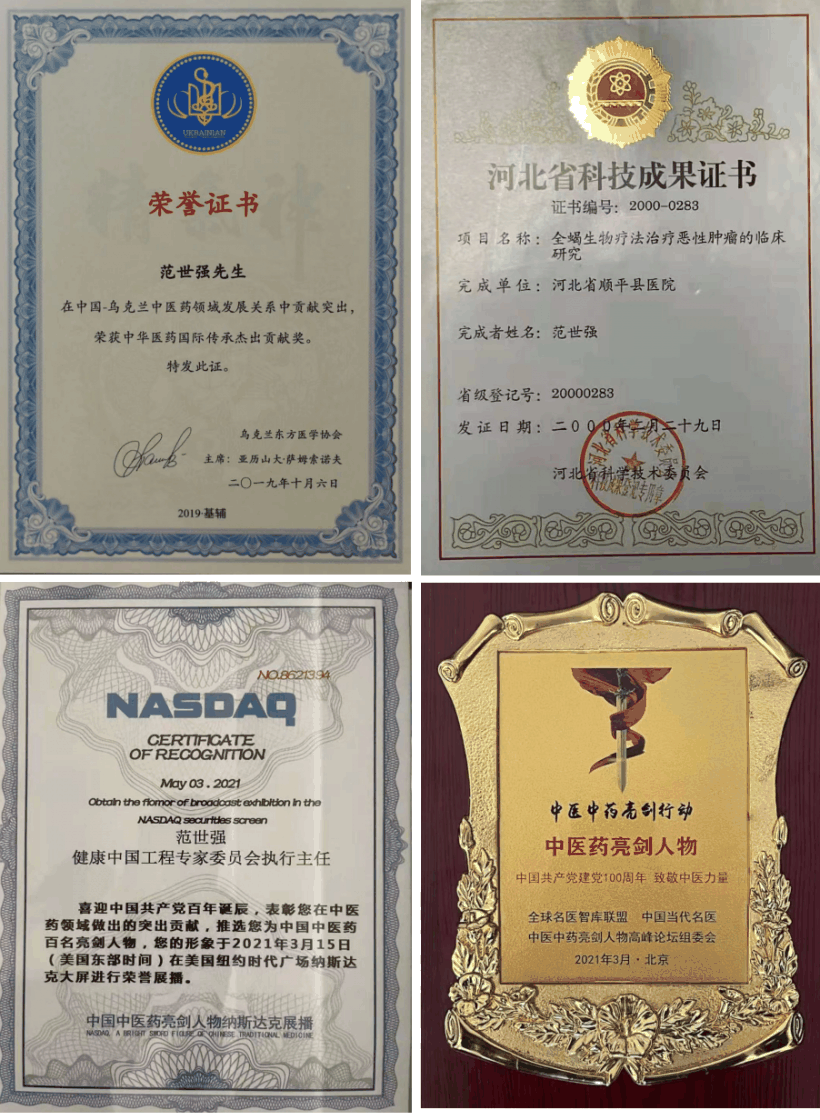 UKRAINIAN
荣誉证书
范世强先生
在中国-乌克兰中医药领域发展关系中贡献突出，
荣获中华医药国际传承杰出贡献奖。
特发此证。
乌克兰东方医学协会
主席：亚历山大·萨姆索诺夫
二〇一九年十月六日
2019·基辅
河北省科技成果证书
证书编号：2000-0283
项目名称：全蝎生物疗法治疗恶性肿瘤的临床
研究
完成单位：河北省顺平县医院
完成者姓名：范世强
省级登记号：20000283
发证日期：二000年二月二十九日
河北省科学技术委员会
NO.8621394
NASDAQ
CERTIFICATE
OF RECOGNITION
May 03 . 2021
Obtain the flomor of broadcast exhibition in the
NASDAQ securities screen
范世强
健康中国工程专家委员会执行主任
喜迎中国共产党百年诞辰，表彰您在中医
药领域做出的突出贡献，推选您为中国中医药
百名亮剑人物，您的形象于2021年3月15日
（美国东部时间）在美国纽约时代广场纳斯达
克大屏进行荣誉展播。
中国中医药亮剑人物纳斯达克展播
NASDAQ, A BRIGHT SWORD FIGURE OF CHINESE TRADITIONAL MEDICINE
中医中药亮剑行动
中医药亮剑人物
中国共产党建党100周年 致敬中医力量
全球名医智库联盟 中国当代名医
中医中药亮剑人物高峰论坛组委会
2021年3月·北京